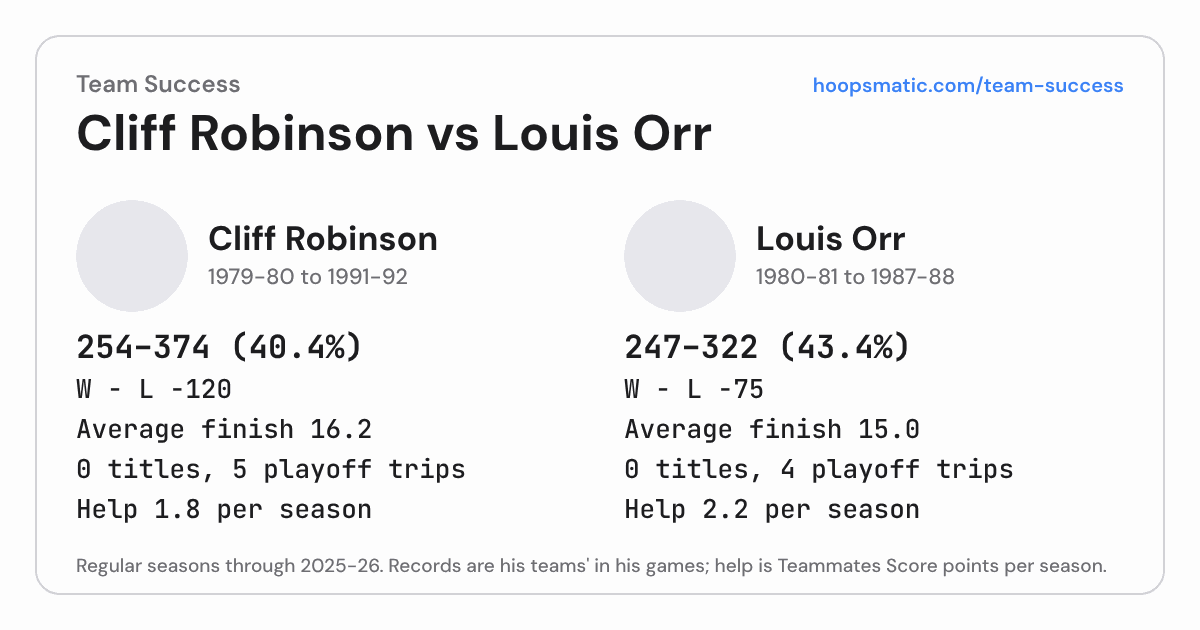 Team Success
hoopsmatic.com/team-success
Cliff Robinson vs Louis Orr
Cliff Robinson
1979-80 to 1991-92
254-374 (40.4%)
W - L -120
Average finish 16.2
0 titles, 5 playoff trips
Help 1.8 per season
Louis Orr
1980-81 to 1987-88
247-322 (43.4%)
W - L -75
Average finish 15.0
0 titles, 4 playoff trips
Help 2.2 per season
Regular seasons through 2025-26. Records are his teams' in his games; help is Teammates Score points per season.